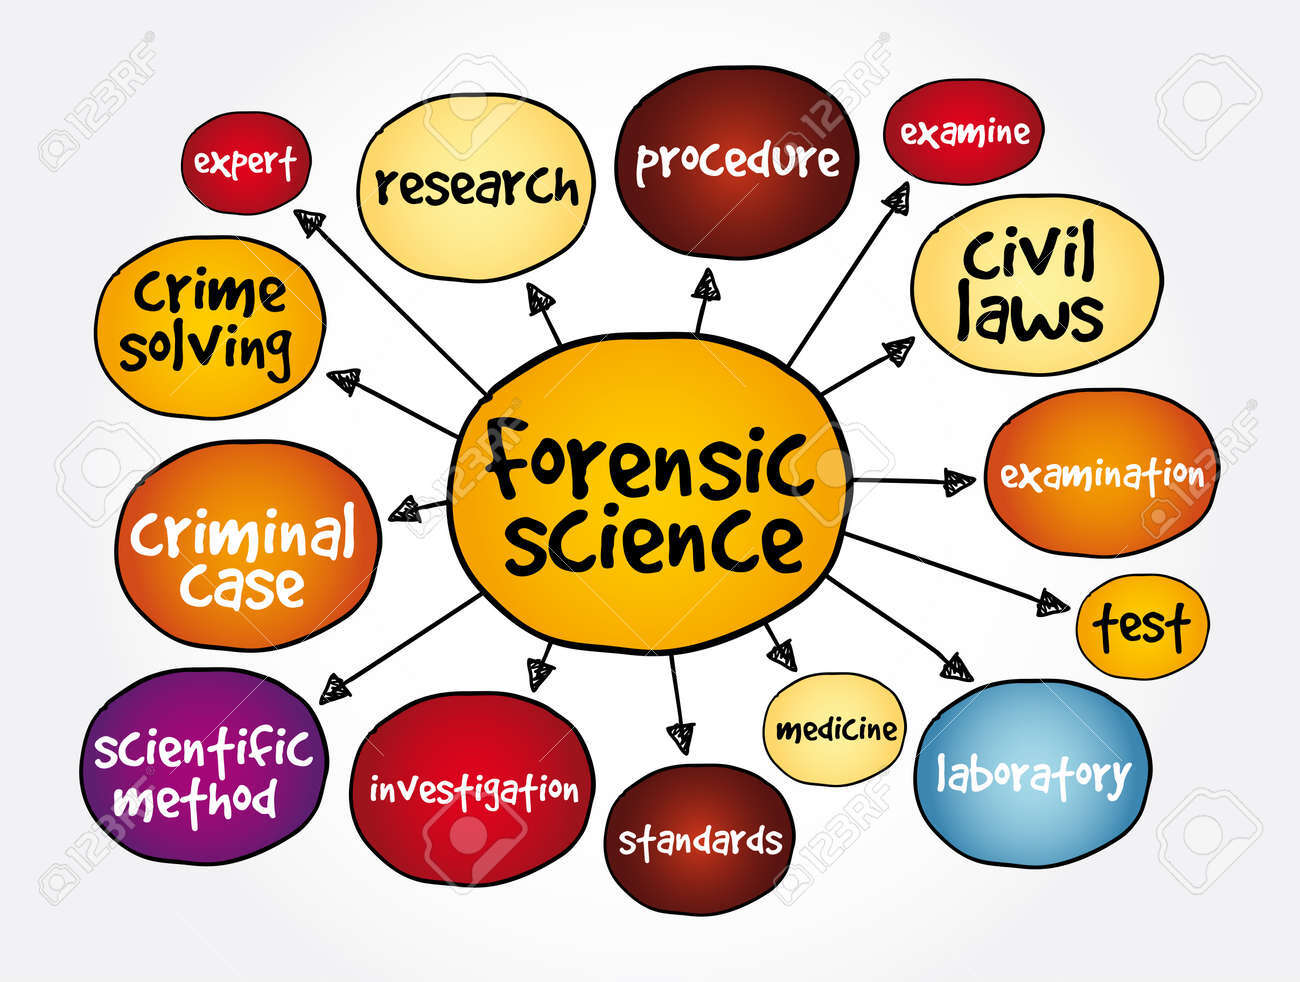 expert
research
procedure
examine
crime
solving
civil
laws
forensic
science
examination
criminal
case
test
scientific
method
investigation
standards
medicine
laboratory
123RF